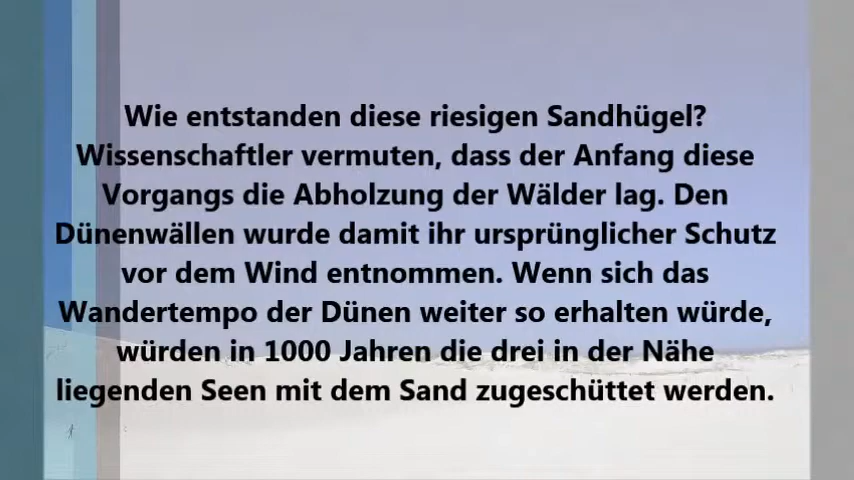 Wie entstanden diese riesigen Sandhügel?
Wissenschaftler vermuten, dass der Anfang diese
Vorgangs die Abholzung der Wälder lag. Den
Dünenwällen wurde damit ihr ursprünglicher Schutz
vor dem Wind entnommen. Wenn sich das
Wandertempo der Dünen weiter so erhalten würde,
würden in 1000 Jahren die drei in der Nähe
liegenden Seen mit dem Sand zugeschüttet werden.